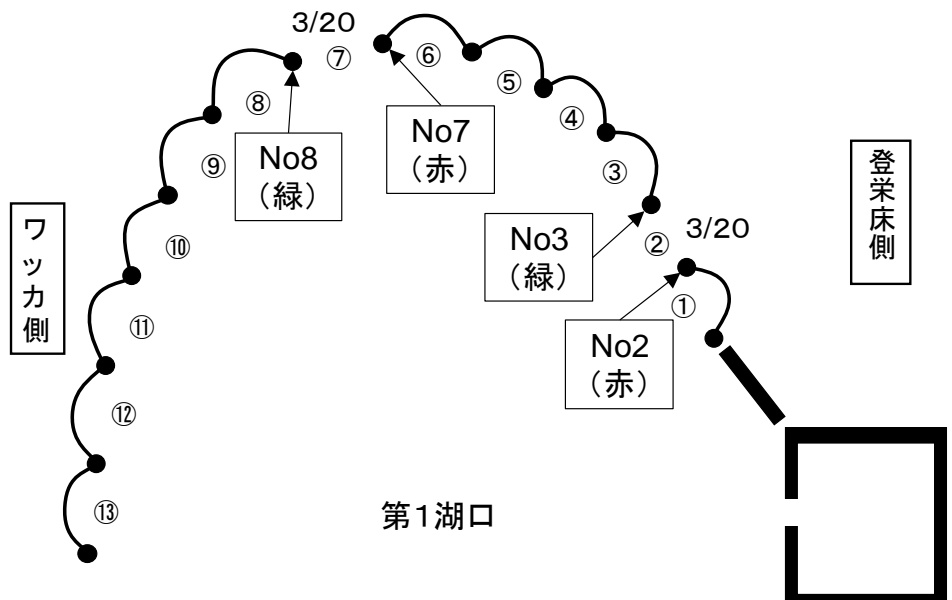 3/20
⑦
⑥
⑤
⑧
④
No7
(赤)
No8
(緑)
⑨
③
登栄床側
ワッカ側
No3
(緑)
②
3/20
⑩
①
⑪
No2
(赤)
⑫
⑬
第1湖口